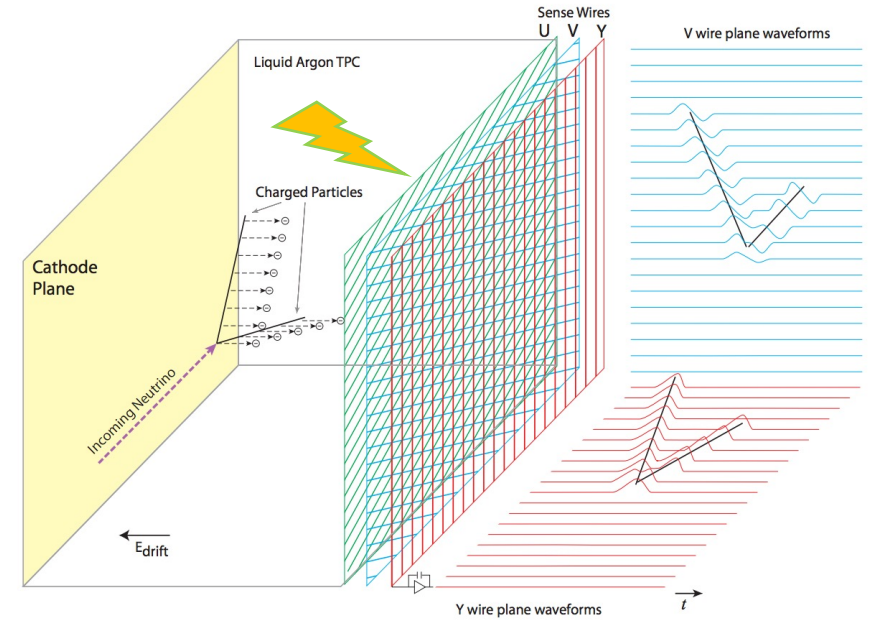 Sense Wires
U V Y
V wire plane waveforms
Liquid Argon TPC
Charged Particles
Cathode
Plane
Incoming Neutrino
Edrift
Y wire plane waveforms
t